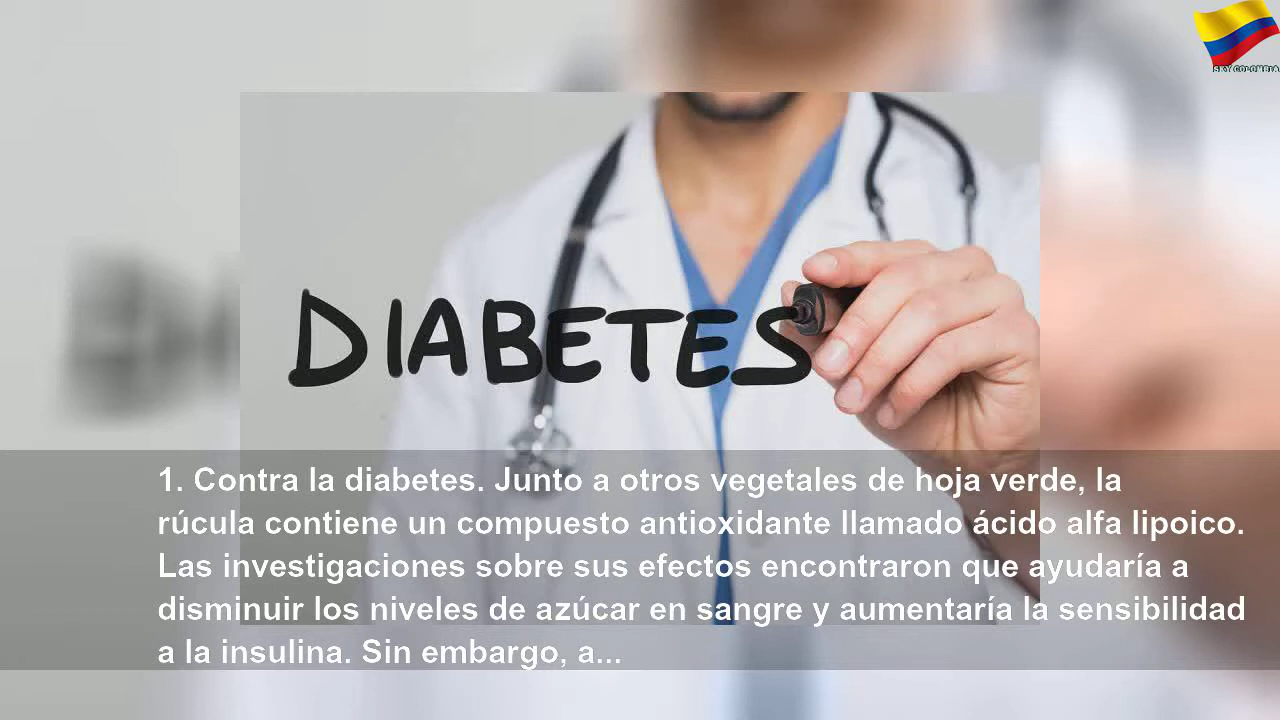 SKY COLOMBIA
DIABETES
1. Contra la diabetes. Junto a otros vegetales de hoja verde, la
rúcula contiene un compuesto antioxidante llamado ácido alfa lipoico.
Las investigaciones sobre sus efectos encontraron que ayudaría a
disminuir los niveles de azúcar en sangre y aumentaría la sensibilidad
a la insulina. Sin embargo, a...